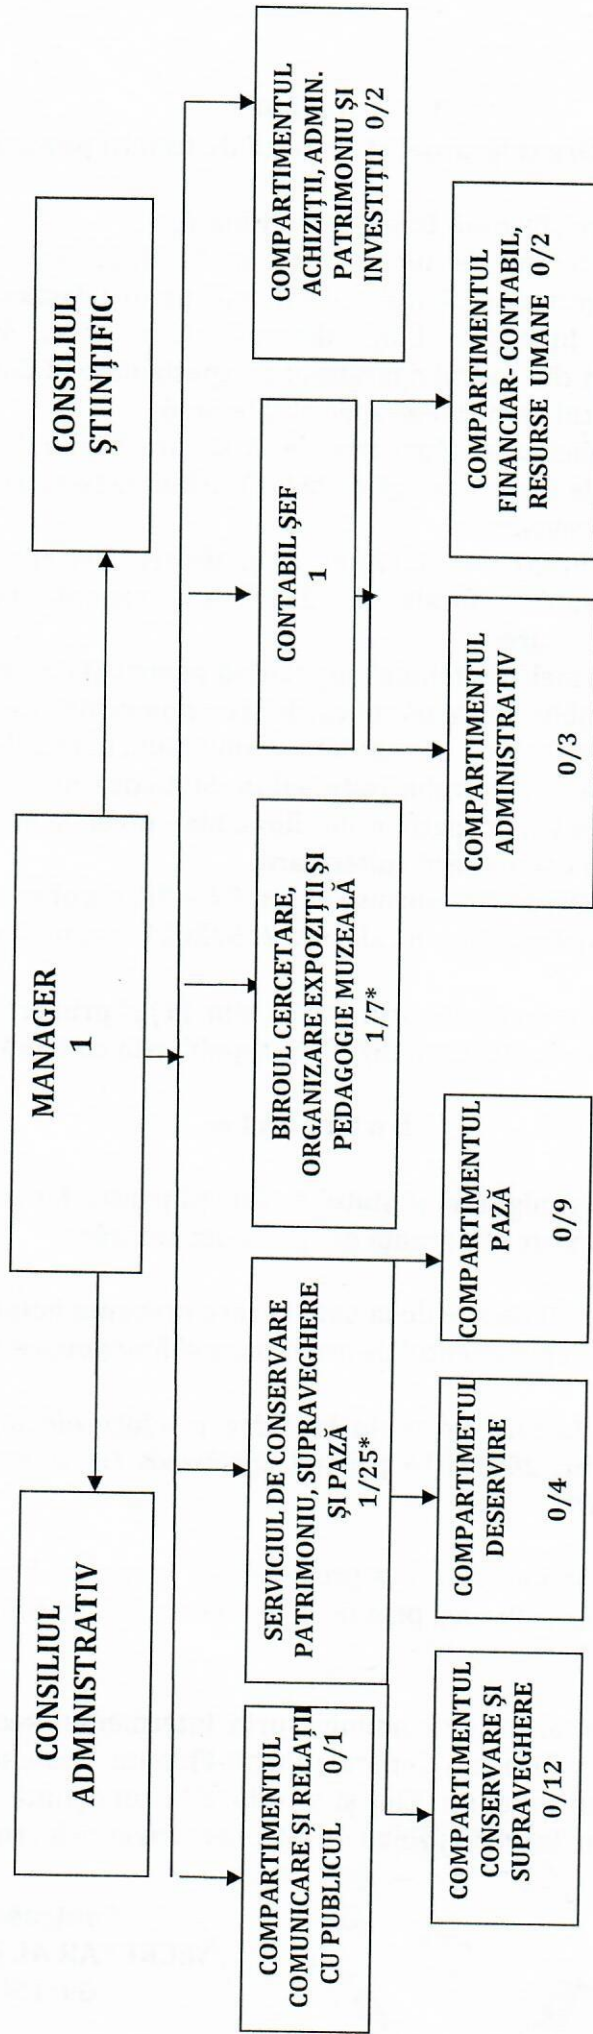 CONSILIUL
ADMINISTRATIV
MANAGER
1
CONSILIUL
ȘTIINTIFIC
COMPARTIMENTUL
COMUNICARE ȘI RELAȚII
CU PUBLICUL 0/1
SERVICIUL DE CONSERVARE
PATRIMONIU, SUPRAVEGHERE
ȘI PAZĂ
1/25*
BIROUL CERCETARE,
ORGANIZARE EXPOZIȚII ȘI
PEDAGOGIE MUZEALĂ
1/7*
CONTABIL ȘEF
1
COMPARTIMENTUL
ACHIZIȚII, ADMIN.
PATRIMONIU ȘI
INVESTIȚII 0/2
COMPARTIMENTUL
CONSERVARE ȘI
SUPRAVEGHERE
0/12
COMPARTIMETUL
DESERVIRE
0/4
COMPARTIMENTUL
PAZĂ
0/9
COMPARTIMENTUL
ADMINISTRATIV
0/3
COMPARTIMENTUL
FINANCIAR- CONTABIL,
RESURSE UMANE 0/2